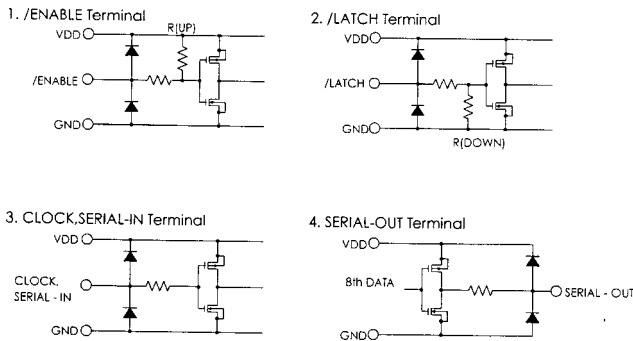 1. /ENABLE Terminal
VDD
R(UP)
/ENABLE
GND
2. /LATCH Terminal
VDD
/LATCH
GND
R(DOWN)
3. CLOCK,SERIAL-IN Terminal
VDD
CLOCK,
SERIAL - IN
GND
4. SERIAL-OUT Terminal
VDD
8th DATA
SERIAL - OUT
GND